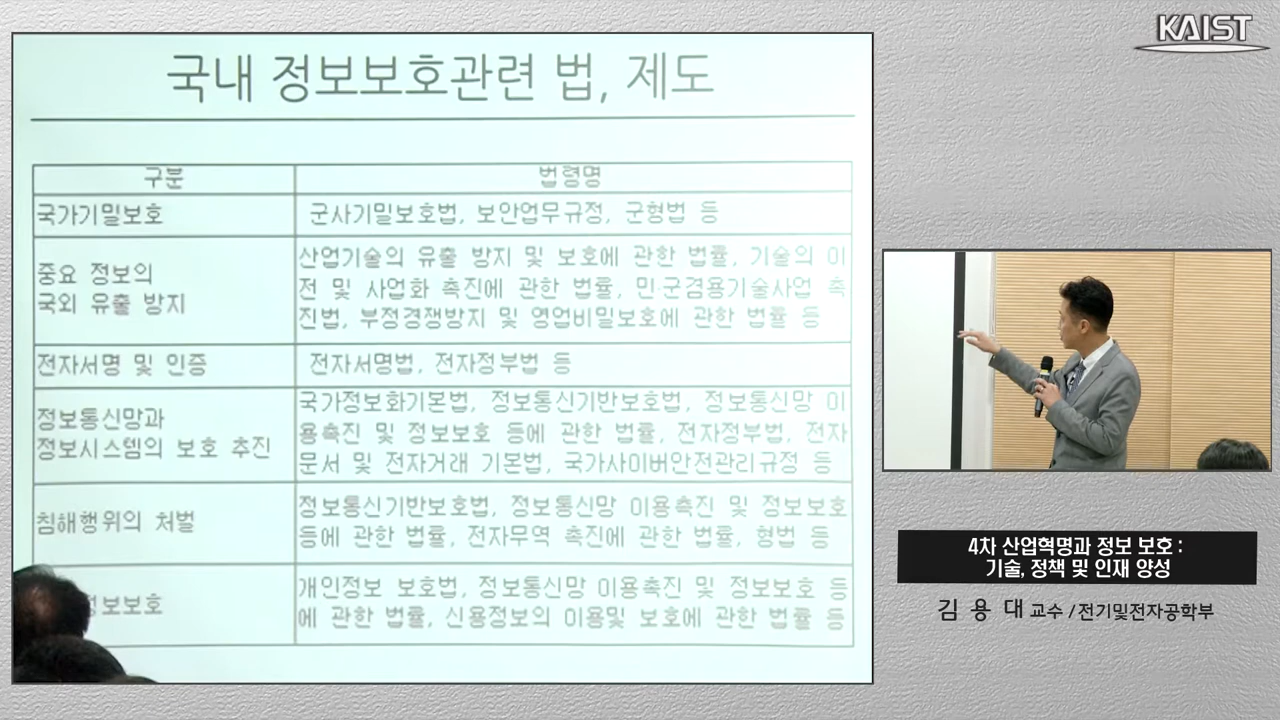 KAIST
국내 정보보호관련 법, 제도
구분
법령명
국가기밀보호
군사기밀보호법, 보안업무규정, 군형법 등
중요 정보의
국외 유출 방지
산업기술의 유출 방지 및 보호에 관한 법률, 기술의 이
전 및 사업화 촉진에 관한 법률, 민·군겸용기술사업 촉
진법, 부정경쟁방지 및 영업비밀보호에 관한 법률 등
전자서명 및 인증
전자서명법, 전자정부법 등
정보통신망과
정보시스템의 보호 추진
국가정보화기본법, 정보통신기반보호법, 정보통신망 이
용촉진 및 정보보호 등에 관한 법률, 전자정부법, 전자
문서 및 전자거래 기본법, 국가사이버안전관리규정 등
침해행위의 처벌
정보통신기반보호법, 정보통신망 이용촉진 및 정보보호
등에 관한 법률, 전자무역 촉진에 관한 법률, 형법 등
정보보호
개인정보 보호법, 정보통신망 이용촉진 및 정보보호 등
에 관한 법률, 신용정보의 이용및 보호에 관한 법률 등
4차 산업혁명과 정보 보호 :
기술, 정책 및 인재 양성
김 용 대 교수 / 전기및전자공학부